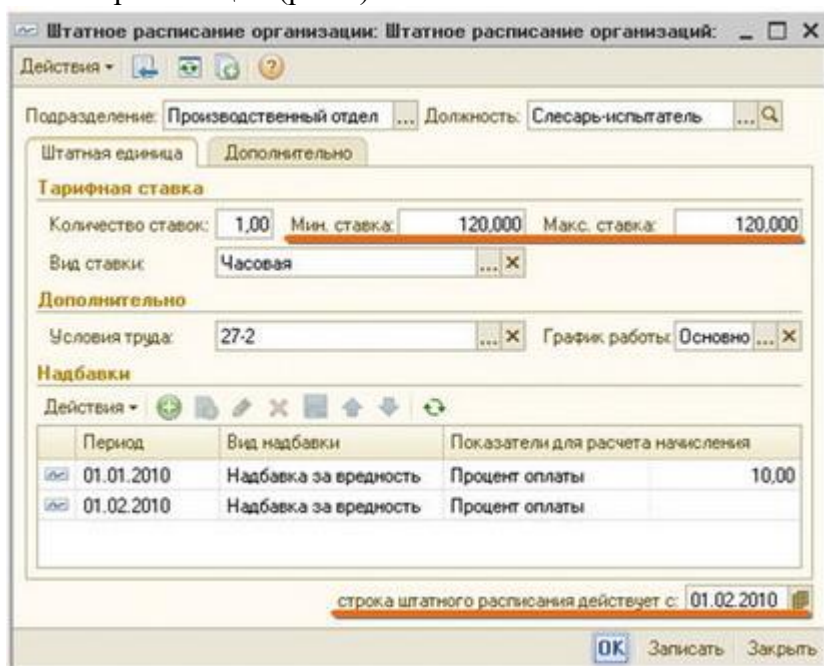 Штатное расписание организации: Штатное расписание организаций:
Действия
Подразделение: Производственный отдел ... Должность: Слесарь-испытатель ...
Штатная единица Дополнительно
Тарифная ставка
Количество ставок: 1,00 Мин. ставка: 120,000 Макс. ставка: 120,000
Вид ставки: Часовая ...
Дополнительно
Условия труда: 27-2 ... График работы: Основно ...
Надбавки
Действия
Период Вид надбавки Показатели для расчета начисления
01.01.2010 Надбавка за вредность Процент оплаты 10,00
01.02.2010 Надбавка за вредность Процент оплаты
строка штатного расписания действует с: 01.02.2010
OK Записать Закрыть